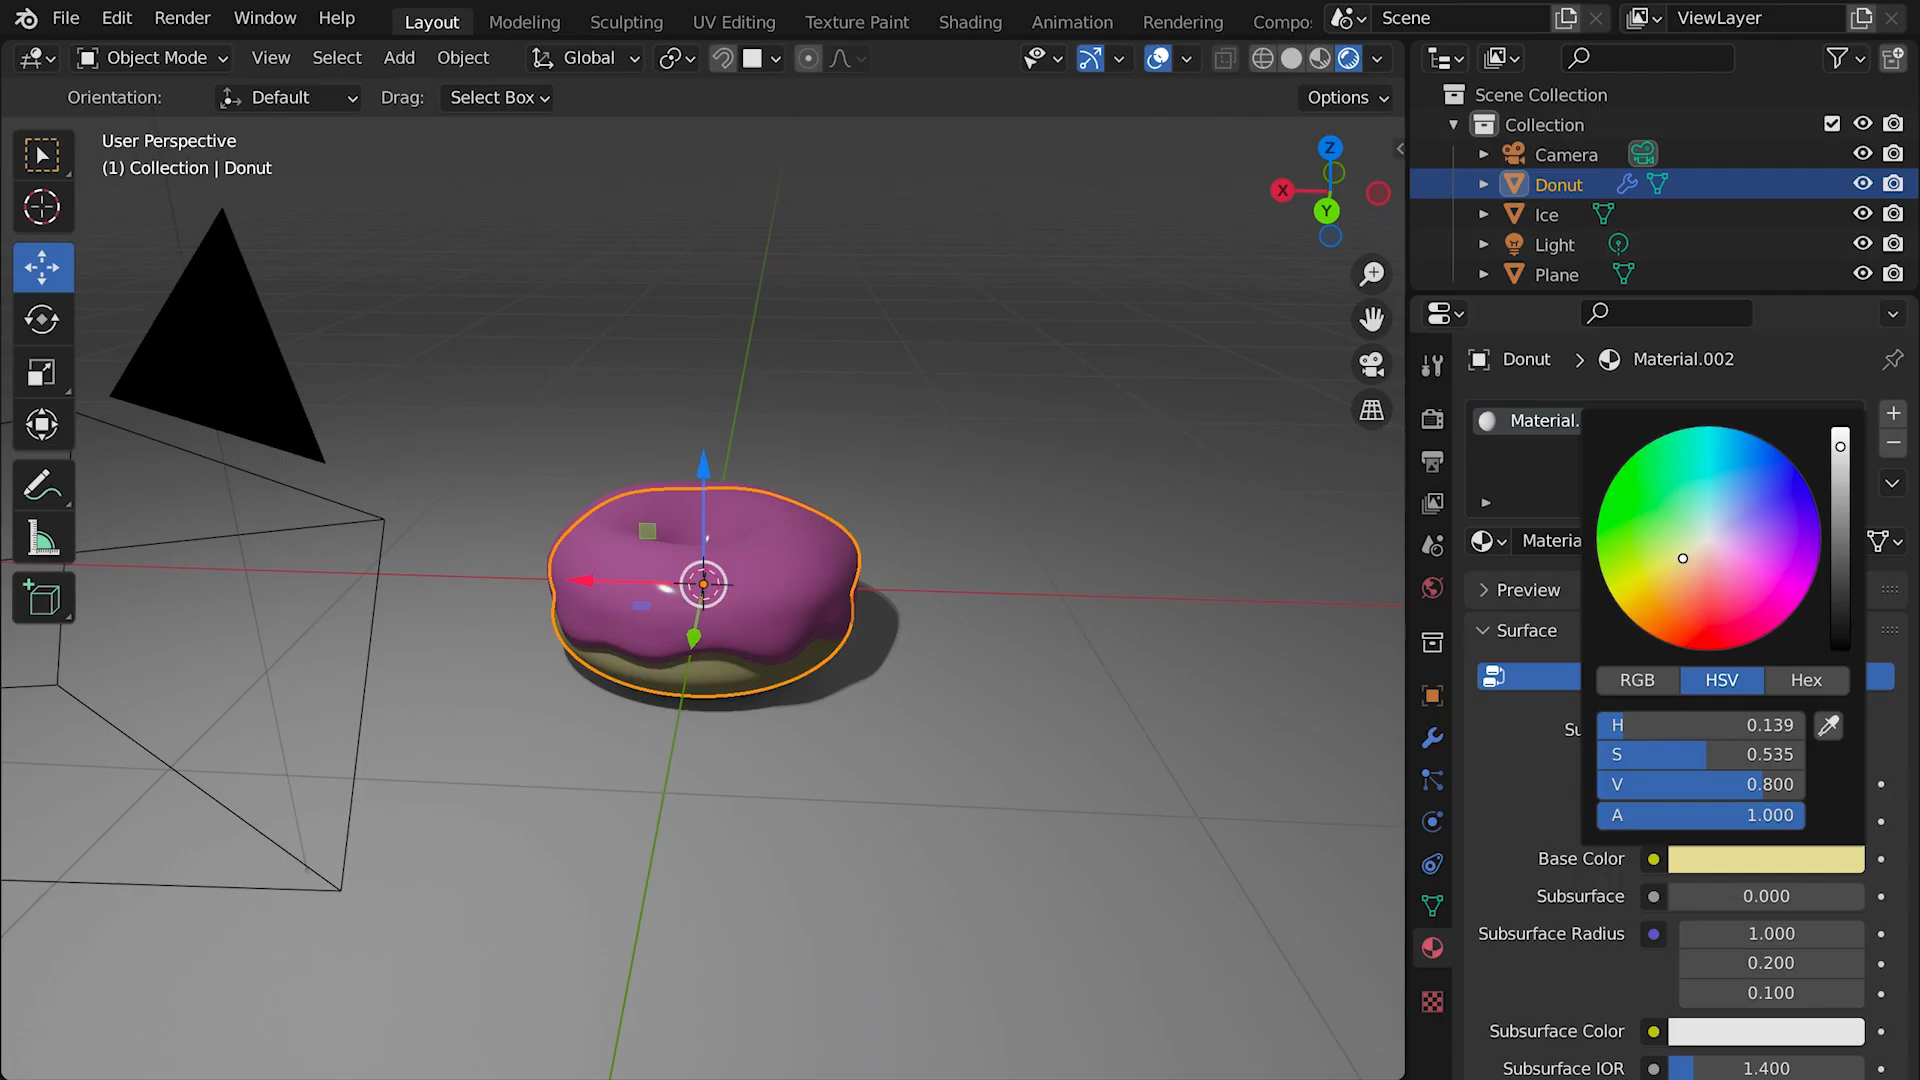 File Edit Render Window Help Layout Modeling Sculpting UV Editing Texture Paint Shading Animation Rendering Scene ViewLayer
Object Mode View Select Add Object Global
Orientation: Default Drag: Select Box Options
User Perspective
(1) Collection | Donut
Z
X
Y
Scene Collection
Collection
Camera
Donut
Ice
Light
Plane
Donut Material.002
Material.
Materia
Preview
Surface
RGB HSV Hex
H 0.139
Su
S 0.535
V 0.800
A 1.000
Base Color
Subsurface 0.000
Subsurface Radius 1.000
0.200
0.100
Subsurface Color
Subsurface IOR 1.400